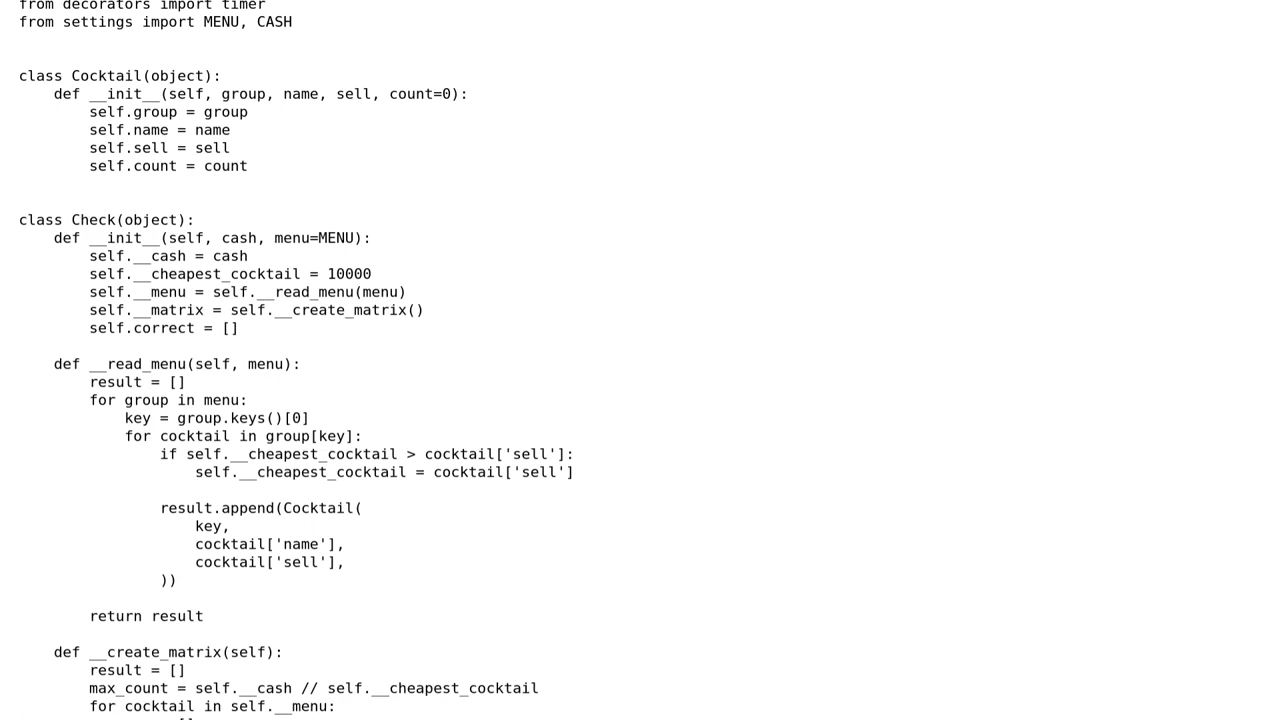 from decorators import timer
from settings import MENU, CASH
class Cocktail(object):
    def __init__(self, group, name, sell, count=0):
        self.group = group
        self.name = name
        self.sell = sell
        self.count = count
class Check(object):
    def __init__(self, cash, menu=MENU):
        self.__cash = cash
        self.__cheapest_cocktail = 10000
        self.__menu = self.__read_menu(menu)
        self.__matrix = self.__create_matrix()
        self.correct = []
    def __read_menu(self, menu):
        result = []
        for group in menu:
            key = group.keys()[0]
            for cocktail in group[key]:
                if self.__cheapest_cocktail > cocktail['sell']:
                    self.__cheapest_cocktail = cocktail['sell']
                result.append(Cocktail(
                    key,
                    cocktail['name'],
                    cocktail['sell'],
                ))
        return result
    def __create_matrix(self):
        result = []
        max_count = self.__cash // self.__cheapest_cocktail
        for cocktail in self.__menu: